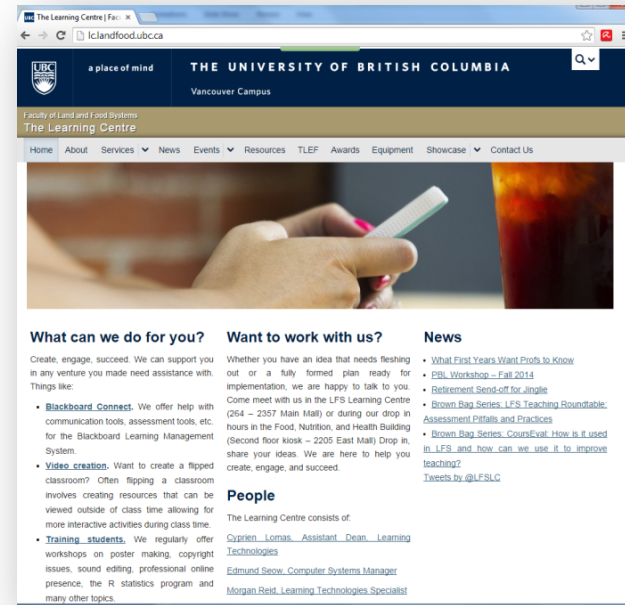 The Learning Centre | Facu
lc.landfood.ubc.ca
UBC
a place of mind
THE UNIVERSITY OF BRITISH COLUMBIA
Vancouver Campus
Faculty of Land and Food Systems
The Learning Centre
Home About Services News Events Resources TLEF Awards Equipment Showcase Contact Us
What can we do for you?
Create, engage, succeed. We can support you
in any venture you made need assistance with.
Things like:
• Blackboard Connect. We offer help with
communication tools, assessment tools, etc.
for the Blackboard Learning Management
System.
• Video creation. Want to create a flipped
classroom? Often flipping a classroom
involves creating resources that can be
viewed outside of class time allowing for
more interactive activities during class time.
• Training students. We regularly offer
workshops on poster making, copyright
issues, sound editing, professional online
presence, the R statistics program and
many other topics.
Want to work with us?
Whether you have an idea that needs fleshing
out or a fully formed plan ready for
implementation, we are happy to talk to you.
Come meet with us in the LFS Learning Centre
(264 – 2357 Main Mall) or during our drop in
hours in the Food, Nutrition, and Health Building
(Second floor kiosk – 2205 East Mall) Drop in,
share your ideas. We are here to help you
create, engage, and succeed.
People
The Learning Centre consists of:
Cyprien Lomas, Assistant Dean, Learning
Technologies
Edmund Seow, Computer Systems Manager
Morgan Reid, Learning Technologies Specialist
News
• What First Years Want Profs to Know
• PBL Workshop – Fall 2014
• Retirement Send-off for Jinglie
• Brown Bag Series: LFS Teaching Roundtable:
Assessment Pitfalls and Practices
• Brown Bag Series: CoursEval: How is it used
in LFS and how can we use it to improve
teaching?
Tweets by @LFSLC